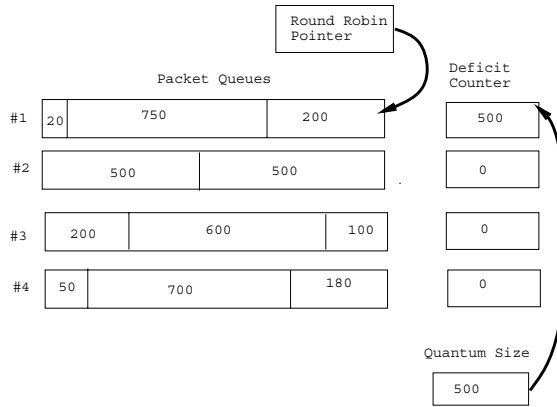 Round Robin
Pointer
Packet Queues
Deficit
Counter
#1 20 750 200 500
#2 500 500 0
#3 200 600 100 0
#4 50 700 180 0
Quantum Size
500